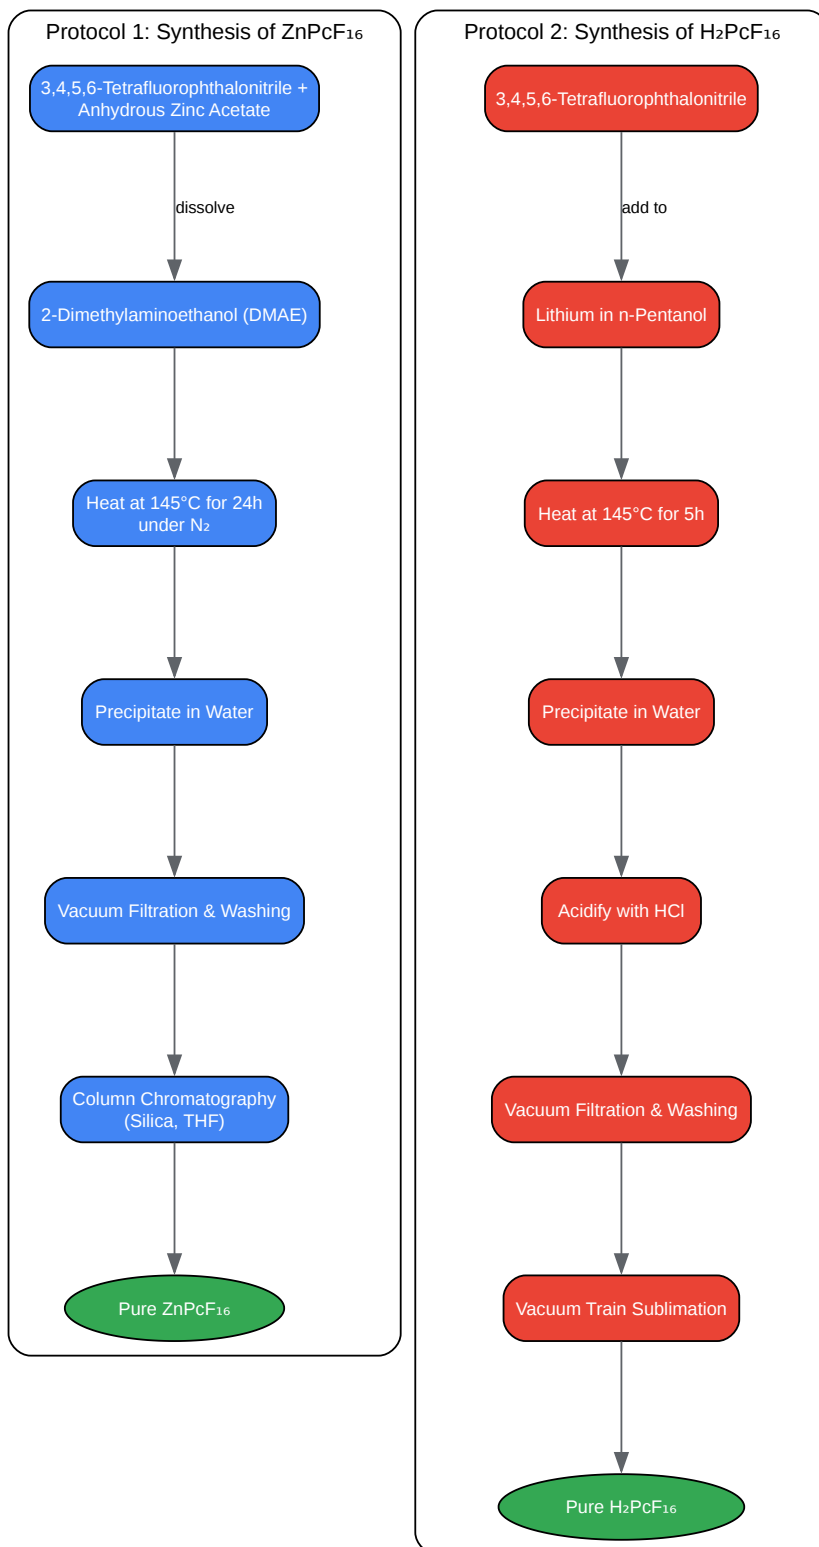 Protocol 1: Synthesis of ZnPcF₁₆
3,4,5,6-Tetrafluorophthalonitrile +
Anhydrous Zinc Acetate
dissolve
2-Dimethylaminoethanol (DMAE)
Heat at 145°C for 24h
under N₂
Precipitate in Water
Vacuum Filtration & Washing
Column Chromatography
(Silica, THF)
Pure ZnPcF₁₆
Protocol 2: Synthesis of H₂PcF₁₆
3,4,5,6-Tetrafluorophthalonitrile
add to
Lithium in n-Pentanol
Heat at 145°C for 5h
Precipitate in Water
Acidify with HCl
Vacuum Filtration & Washing
Vacuum Train Sublimation
Pure H₂PcF₁₆